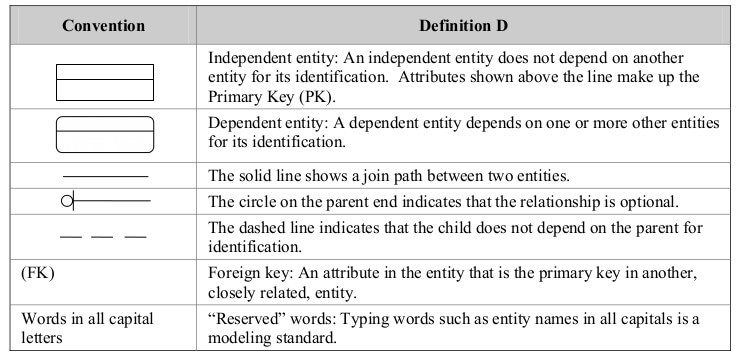 Convention
Definition D
Independent entity: An independent entity does not depend on another
entity for its identification.  Attributes shown above the line make up the
Primary Key (PK).
Dependent entity: A dependent entity depends on one or more other entities
for its identification.
The solid line shows a join path between two entities.
The circle on the parent end indicates that the relationship is optional.
The dashed line indicates that the child does not depend on the parent for
identification.
(FK)
Foreign key: An attribute in the entity that is the primary key in another,
closely related, entity.
Words in all capital
letters
“Reserved” words: Typing words such as entity names in all capitals is a
modeling standard.